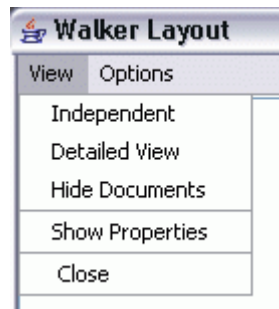 Walker Layout
View Options
Independent
Detailed View
Hide Documents
Show Properties
Close